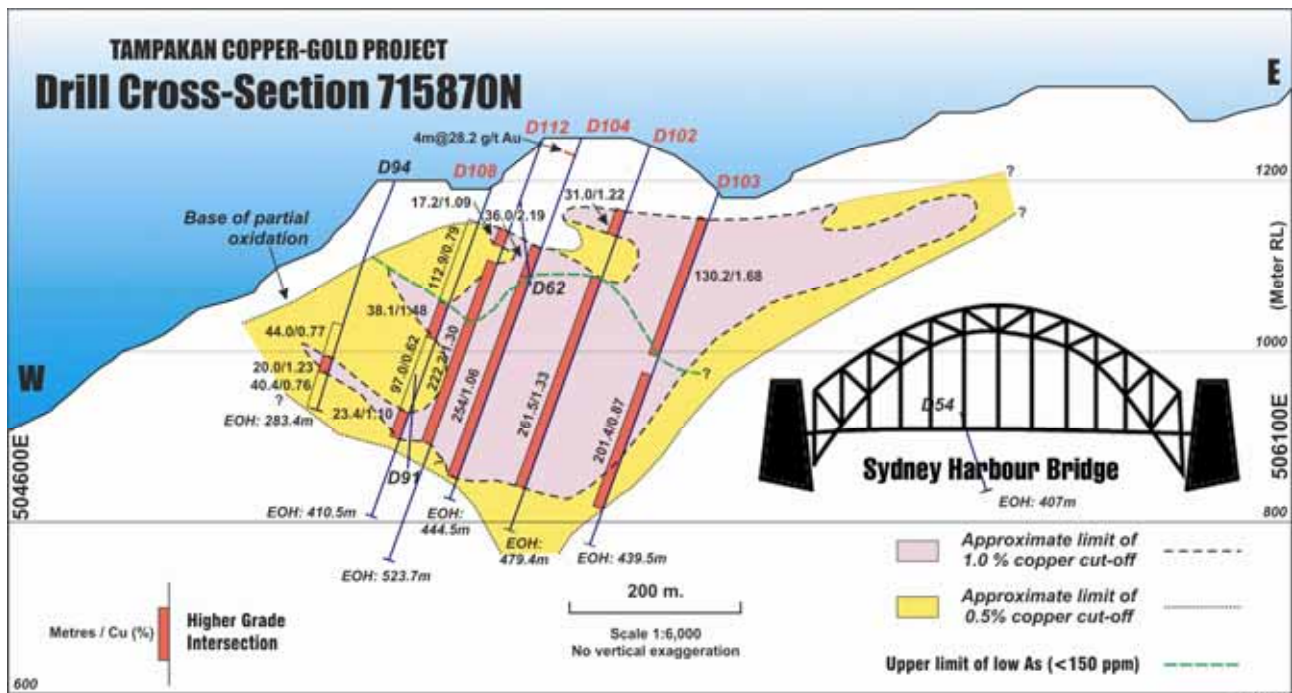 TAMPAKAN COPPER-GOLD PROJECT
Drill Cross-Section 715870N
E
W
4m@28.2 g/t Au
D112
D104
D102
D94
D108
D103
1200
17.2/1.09
36.0/2.19
31.0/1.22
Base of partial
oxidation
112.9/0.79
D62
130.2/1.68
(Meter RL)
38.1/1.48
44.0/0.77
1000
20.0/1.23
40.4/0.76
?
97.0/0.62
222.2/1.30
254/1.06
261.5/1.33
201.4/0.87
23.4/1.10
?
?
?
EOH: 283.4m
D91
D54
Sydney Harbour Bridge
504600E
506100E
EOH: 407m
EOH: 410.5m
EOH:
444.5m
800
EOH:
479.4m
EOH: 439.5m
EOH: 523.7m
Approximate limit of
1.0 % copper cut-off
Approximate limit of
0.5% copper cut-off
Upper limit of low As (<150 ppm)
200 m.
Scale 1:6,000
No vertical exaggeration
Metres / Cu (%)
Higher Grade
Intersection
600